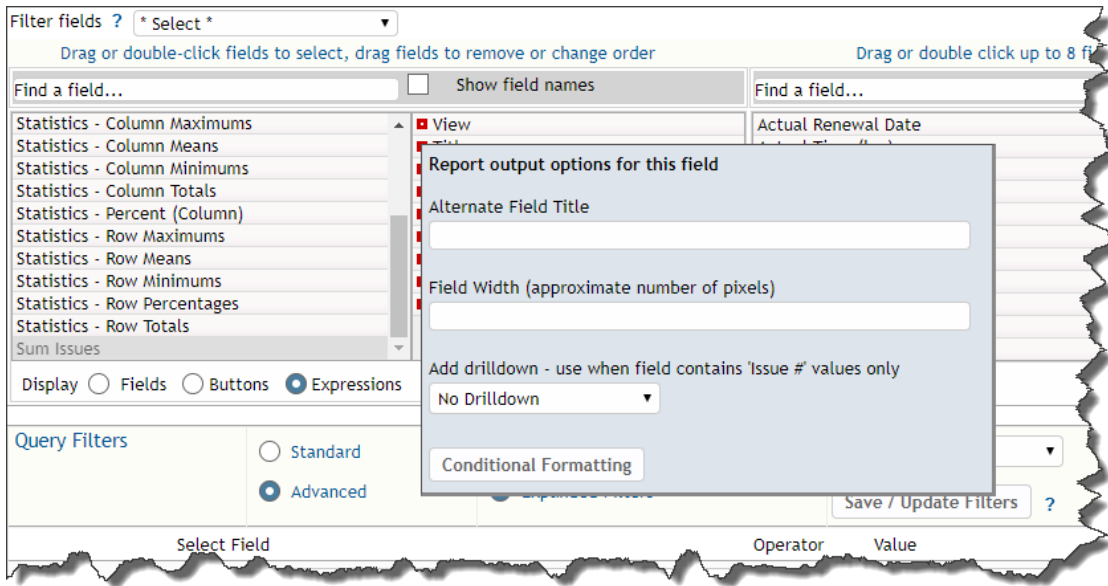 Filter fields ? * Select *
Drag or double-click fields to select, drag fields to remove or change order
Drag or double click up to 8
Find a field...
Show field names
Find a field...
Statistics - Column Maximums
Statistics - Column Means
Statistics - Column Minimums
Statistics - Column Totals
Statistics - Percent (Column)
Statistics - Row Maximums
Statistics - Row Means
Statistics - Row Minimums
Statistics - Row Percentages
Statistics - Row Totals
Sum Issues
View
Actual Renewal Date
Report output options for this field
Alternate Field Title
Field Width (approximate number of pixels)
Add drilldown - use when field contains 'Issue #' values only
No Drilldown
Conditional Formatting
Display Fields Buttons Expressions
Query Filters
Standard
Advanced
Save / Update Filters ?
Select Field Operator Value